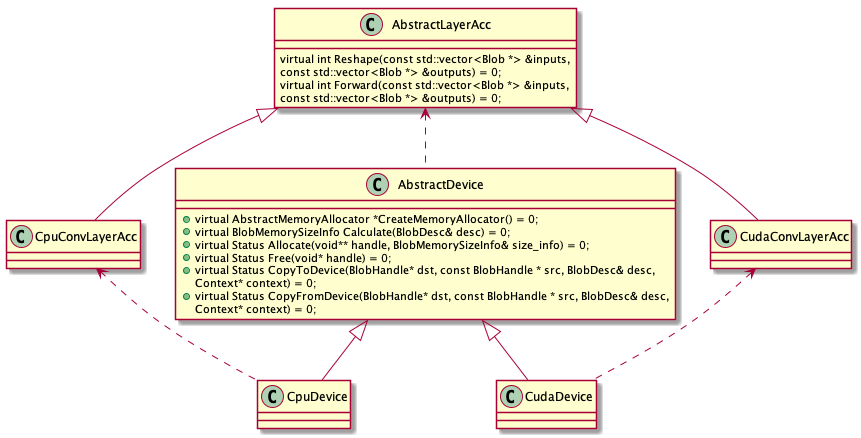 C AbstractLayerAcc
virtual int Reshape(const std::vector<Blob *> &inputs,
const std::vector<Blob *> &outputs) = 0;
virtual int Forward(const std::vector<Blob *> &inputs,
const std::vector<Blob *> &outputs) = 0;
C AbstractDevice
virtual AbstractMemoryAllocator *CreateMemoryAllocator() = 0;
virtual BlobMemorySizeInfo Calculate(BlobDesc& desc) = 0;
virtual Status Allocate(void** handle, BlobMemorySizeInfo& size_info) = 0;
virtual Status Free(void* handle) = 0;
virtual Status CopyToDevice(BlobHandle* dst, const BlobHandle * src, BlobDesc& desc,
Context* context) = 0;
virtual Status CopyFromDevice(BlobHandle* dst, const BlobHandle * src, BlobDesc& desc,
Context* context) = 0;
C CpuConvLayerAcc
C CudaConvLayerAcc
C CpuDevice
C CudaDevice